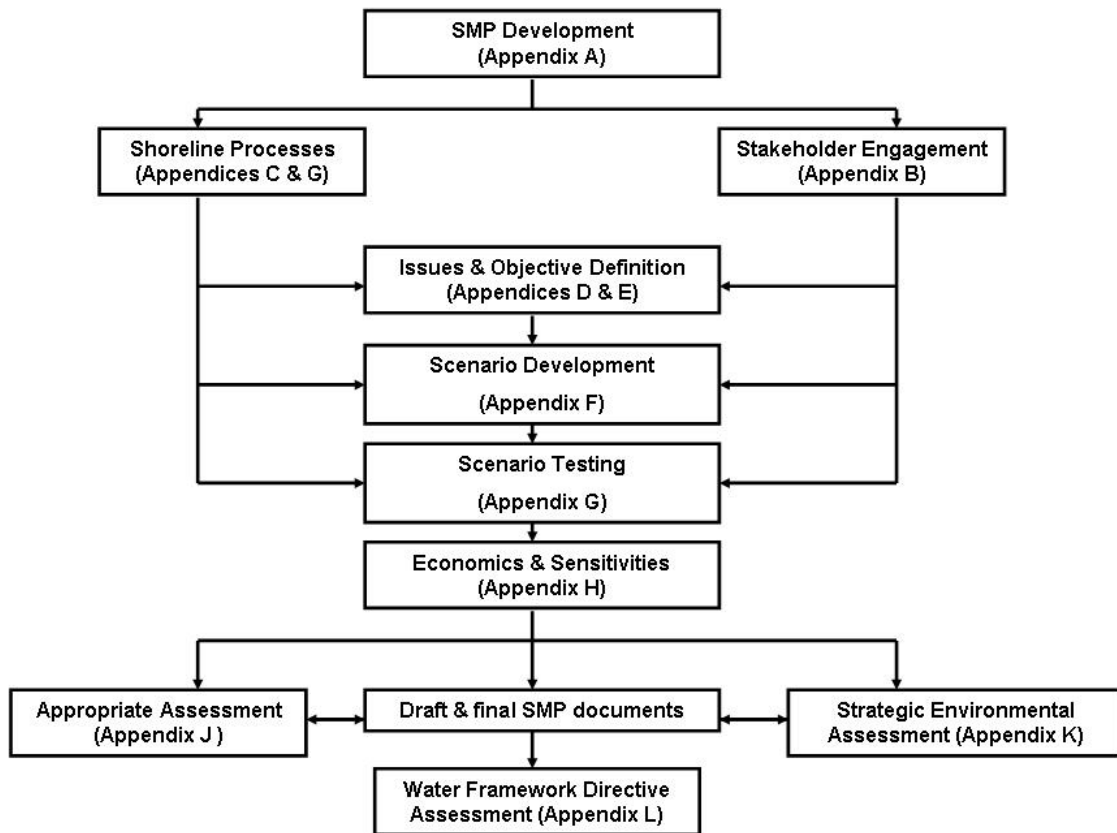 SMP Development
(Appendix A)
Shoreline Processes
(Appendices C & G)
Stakeholder Engagement
(Appendix B)
Issues & Objective Definition
(Appendices D & E)
Scenario Development
(Appendix F)
Scenario Testing
(Appendix G)
Economics & Sensitivities
(Appendix H)
Appropriate Assessment
(Appendix J )
Draft & final SMP documents
Strategic Environmental
Assessment (Appendix K)
Water Framework Directive
Assessment (Appendix L)